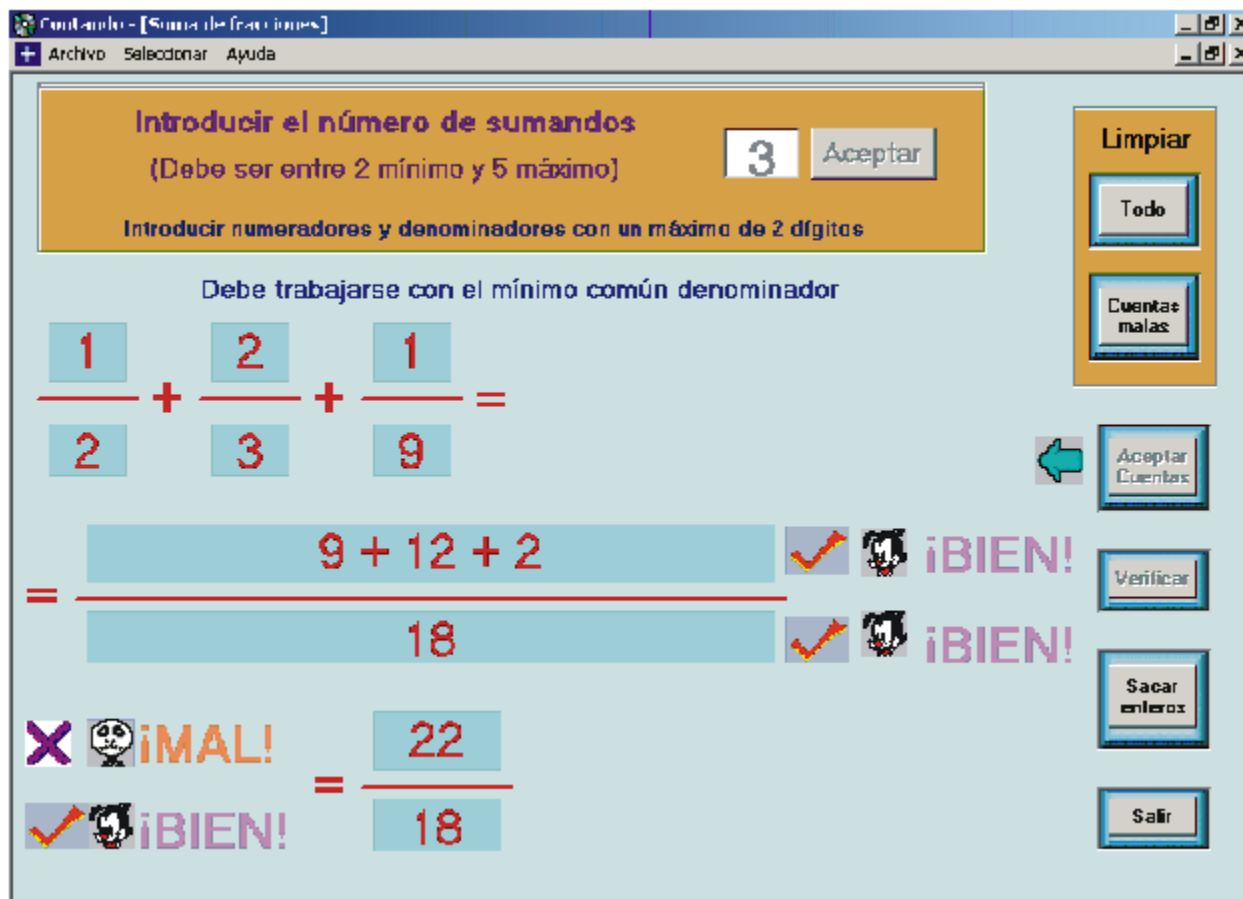 Contando - [Suma de fracciones]
Archivo Seleccionar Ayuda
Introducir el número de sumandos
(Debe ser entre 2 mínimo y 5 máximo)
3 Aceptar
Introducir numeradores y denominadores con un máximo de 2 dígitos
Limpiar
Todo
Cuentas
malas
Debe trabajarse con el mínimo común denominador
1 2 1
+ + =
2 3 9
Aceptar
Cuentas
9 + 12 + 2 ¡BIEN!
=
18 ¡BIEN!
Verificar
Sacar
enteros
¡MAL! 22
=
¡BIEN! 18
Salir